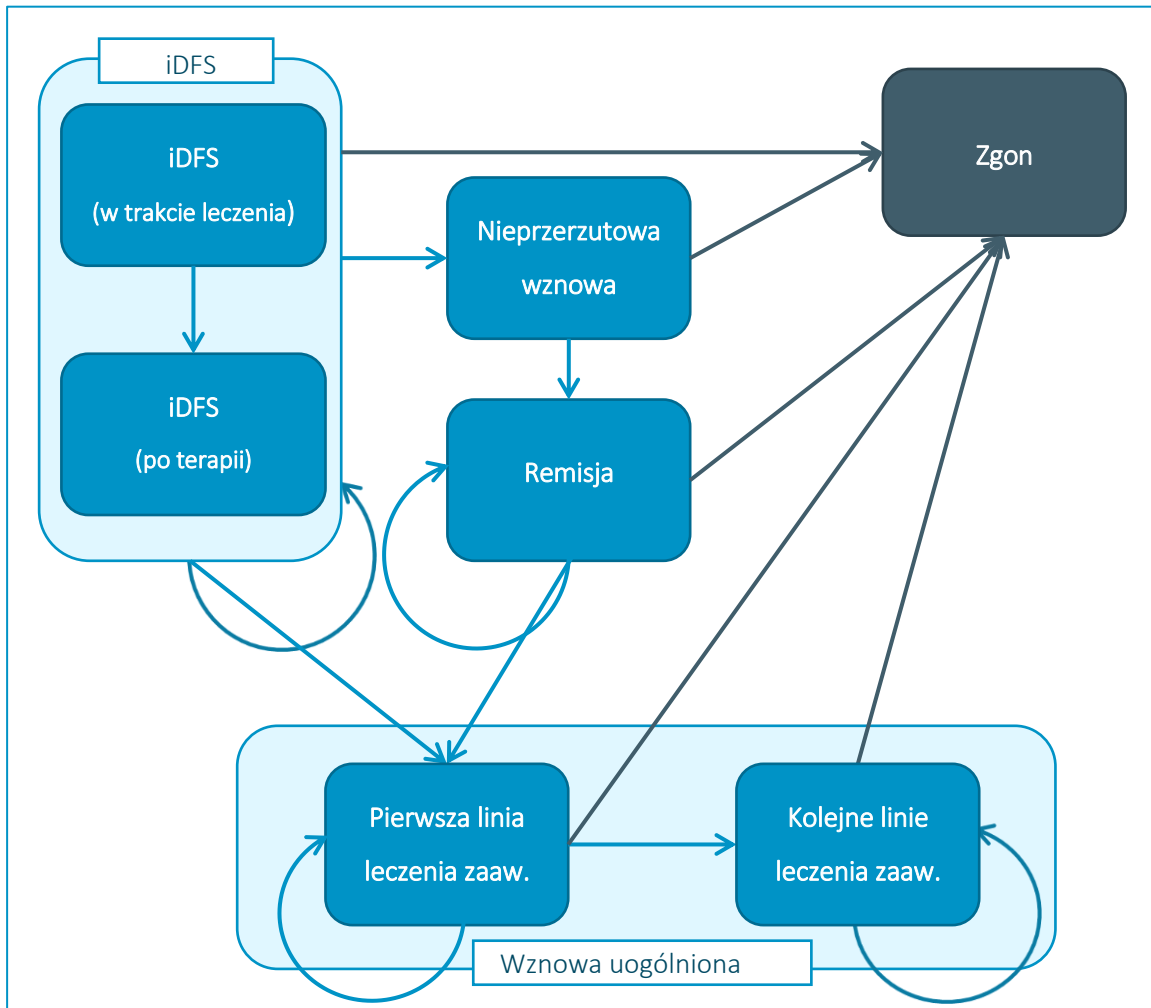 iDFS
iDFS
(w trakcie leczenia)
Zgon
Nieprzerzutowa
wznowa
iDFS
(po terapii)
Remisja
Pierwsza linia
leczenia zaaw.
Kolejne linie
leczenia zaaw.
Wznowa uogólniona